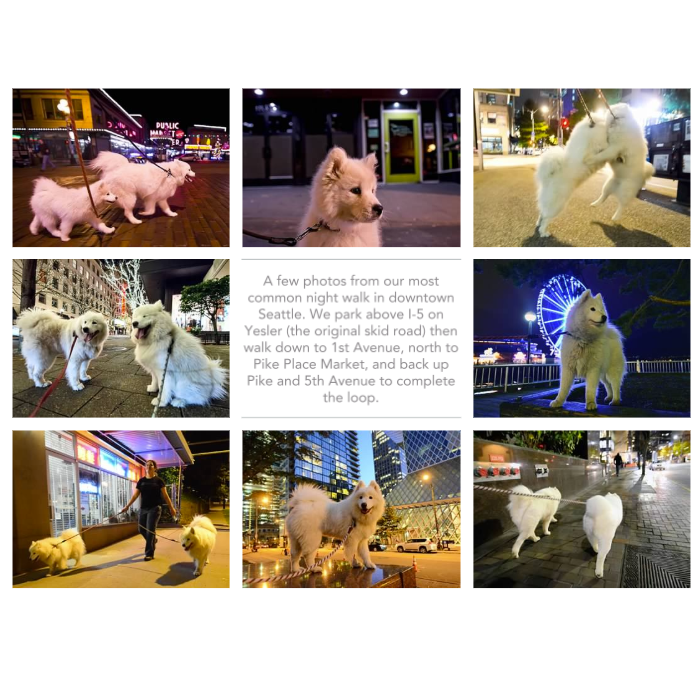 PUBLIC
MARKET
A few photos from our most
common night walk in downtown
Seattle. We park above I-5 on
Yesler (the original skid road) then
walk down to 1st Avenue, north to
Pike Place Market, and back up
Pike and 5th Avenue to complete
the loop.